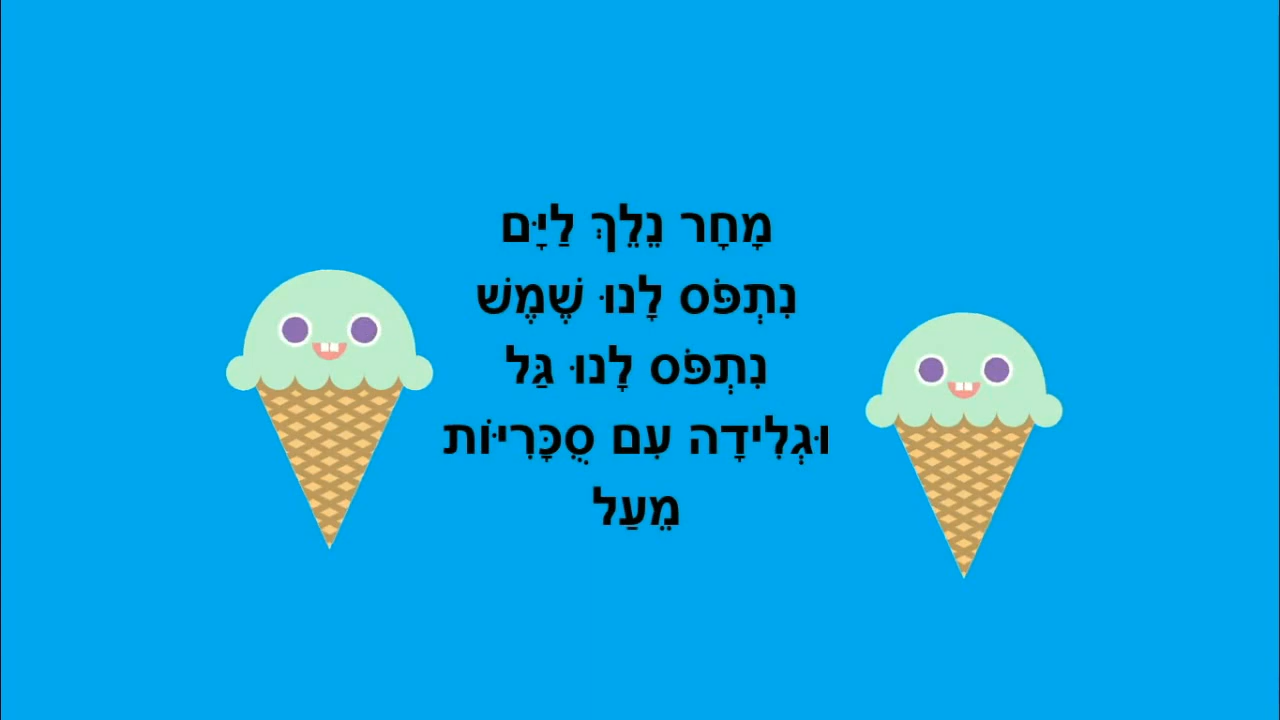 מָחָר נֵלֵךְ לַיָּם
נִתְפֹּס לָנוּ שֶׁמֶשׁ
נִתְפֹּס לָנוּ גַּל
וּגְלִידָה עִם סֻכָּרִיּוֹת
מֵעַל